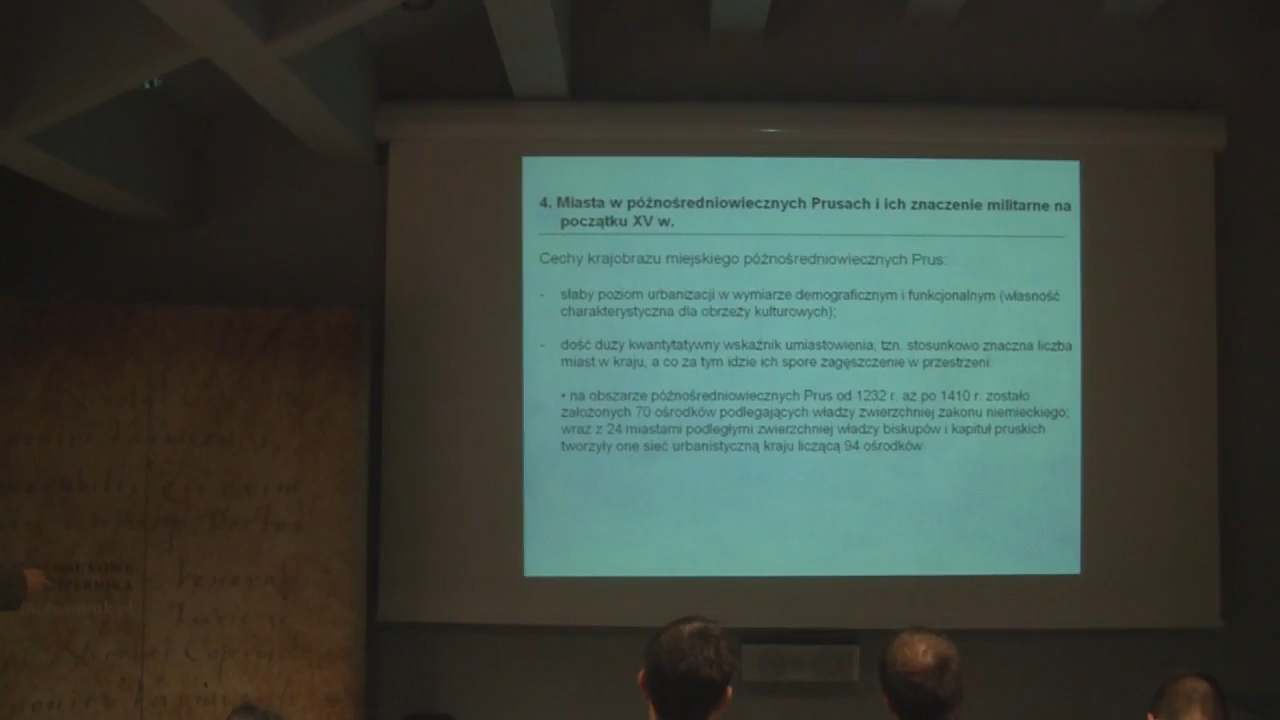 4. Miasta w późnośredniowiecznych Prusach i ich znaczenie militarne na
początku XV w.
Cechy krajobrazu miejskiego późnośredniowiecznych Prus:
- słaby poziom urbanizacji w wymiarze demograficznym i funkcjonalnym (własność
charakterystyczna dla obrzeży kulturowych);
- dość duży kwantytatywny wskaźnik umiastowienia, tzn. stosunkowo znaczna liczba
miast w kraju, a co za tym idzie ich spore zagęszczenie w przestrzeni:
• na obszarze późnośredniowiecznych Prus od 1232 r. aż po 1410 r. zostało
założonych 70 ośrodków podlegających władzy zwierzchniej zakonu niemieckiego;
wraz z 24 miastami podległymi zwierzchniej władzy biskupów i kapituł pruskich
tworzyły one sieć urbanistyczną kraju liczącą 94 ośrodków